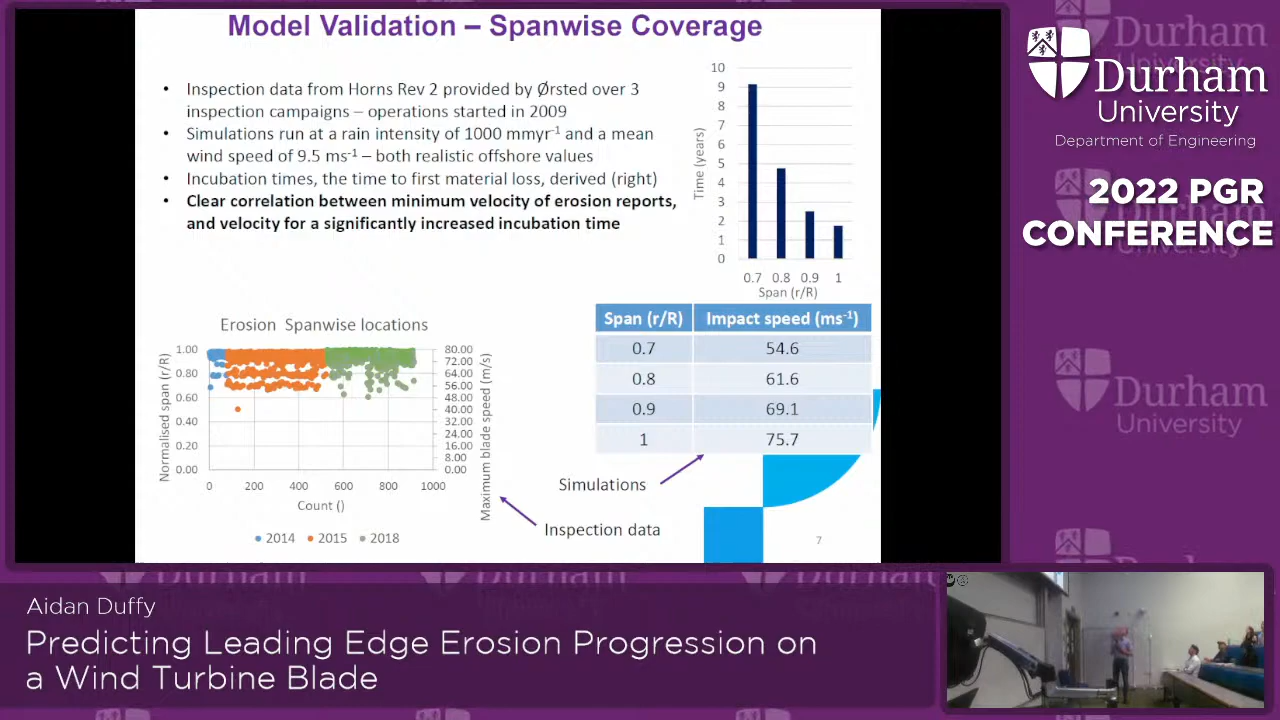 Model Validation – Spanwise Coverage
• Inspection data from Horns Rev 2 provided by Ørsted over 3
inspection campaigns – operations started in 2009
• Simulations run at a rain intensity of 1000 mmyr⁻¹ and a mean
wind speed of 9.5 ms⁻¹ – both realistic offshore values
• Incubation times, the time to first material loss, derived (right)
• Clear correlation between minimum velocity of erosion reports,
and velocity for a significantly increased incubation time
10
9
8
7
6
5
4
3
2
1
0
Time (years)
0.7 0.8 0.9 1
Span (r/R)
Erosion Spanwise locations
1.00
0.80
0.60
0.40
0.20
0.00
Normalised span (r/R)
80.00
72.00
64.00
56.00
48.00
40.00
32.00
24.00
16.00
8.00
0.00
Maximum blade speed (m/s)
0 200 400 600 800 1000
Count ()
2014 2015 2018
Span (r/R) Impact speed (ms⁻¹)
0.7 54.6
0.8 61.6
0.9 69.1
1 75.7
Simulations
Inspection data
7
Durham
University
Department of Engineering
2022 PGR
CONFERENCE
Durham
University
Aidan Duffy
Predicting Leading Edge Erosion Progression on
a Wind Turbine Blade